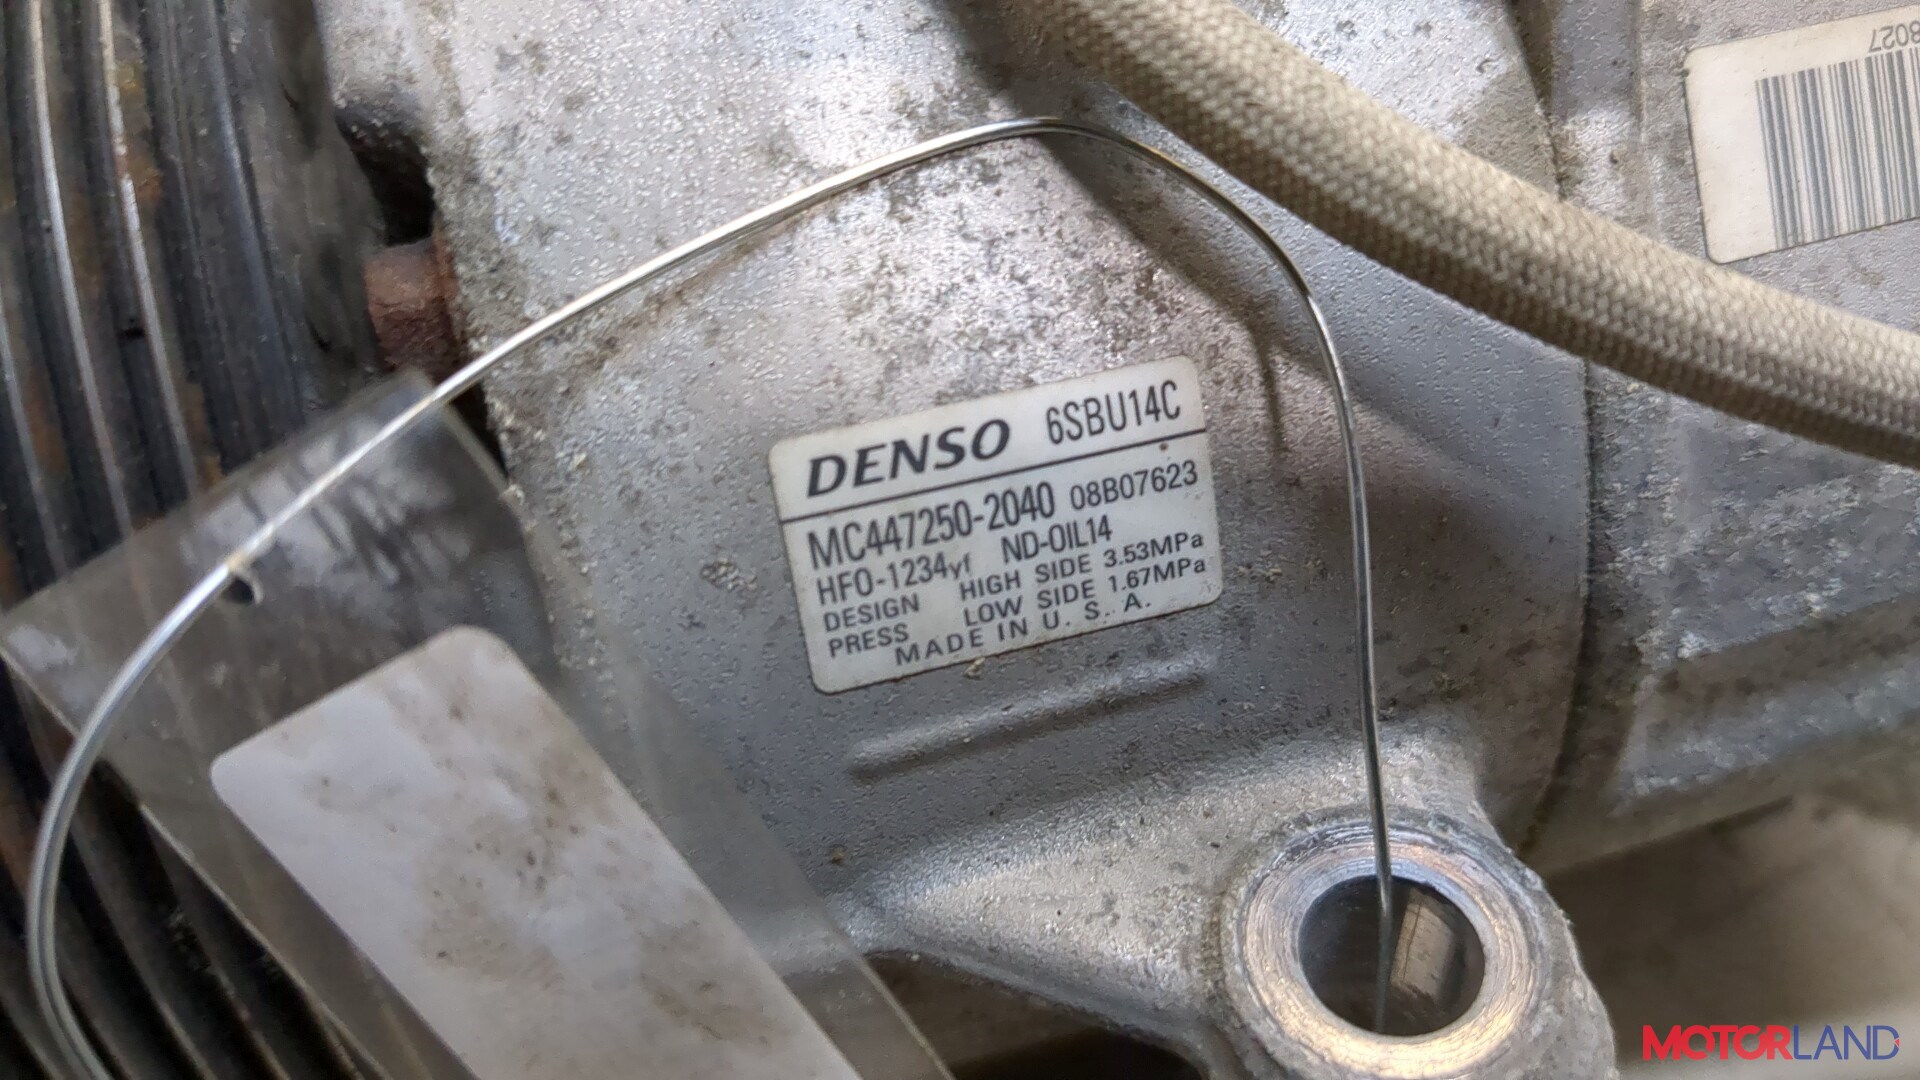 8027
DENSO 6SBU14C
MC447250-2040 08B07623
HFO-1234yf ND-OIL14
DESIGN HIGH SIDE 3.53MPa
PRESS LOW SIDE 1.67MPa
MADE IN U. S. A.
MOTORLAND